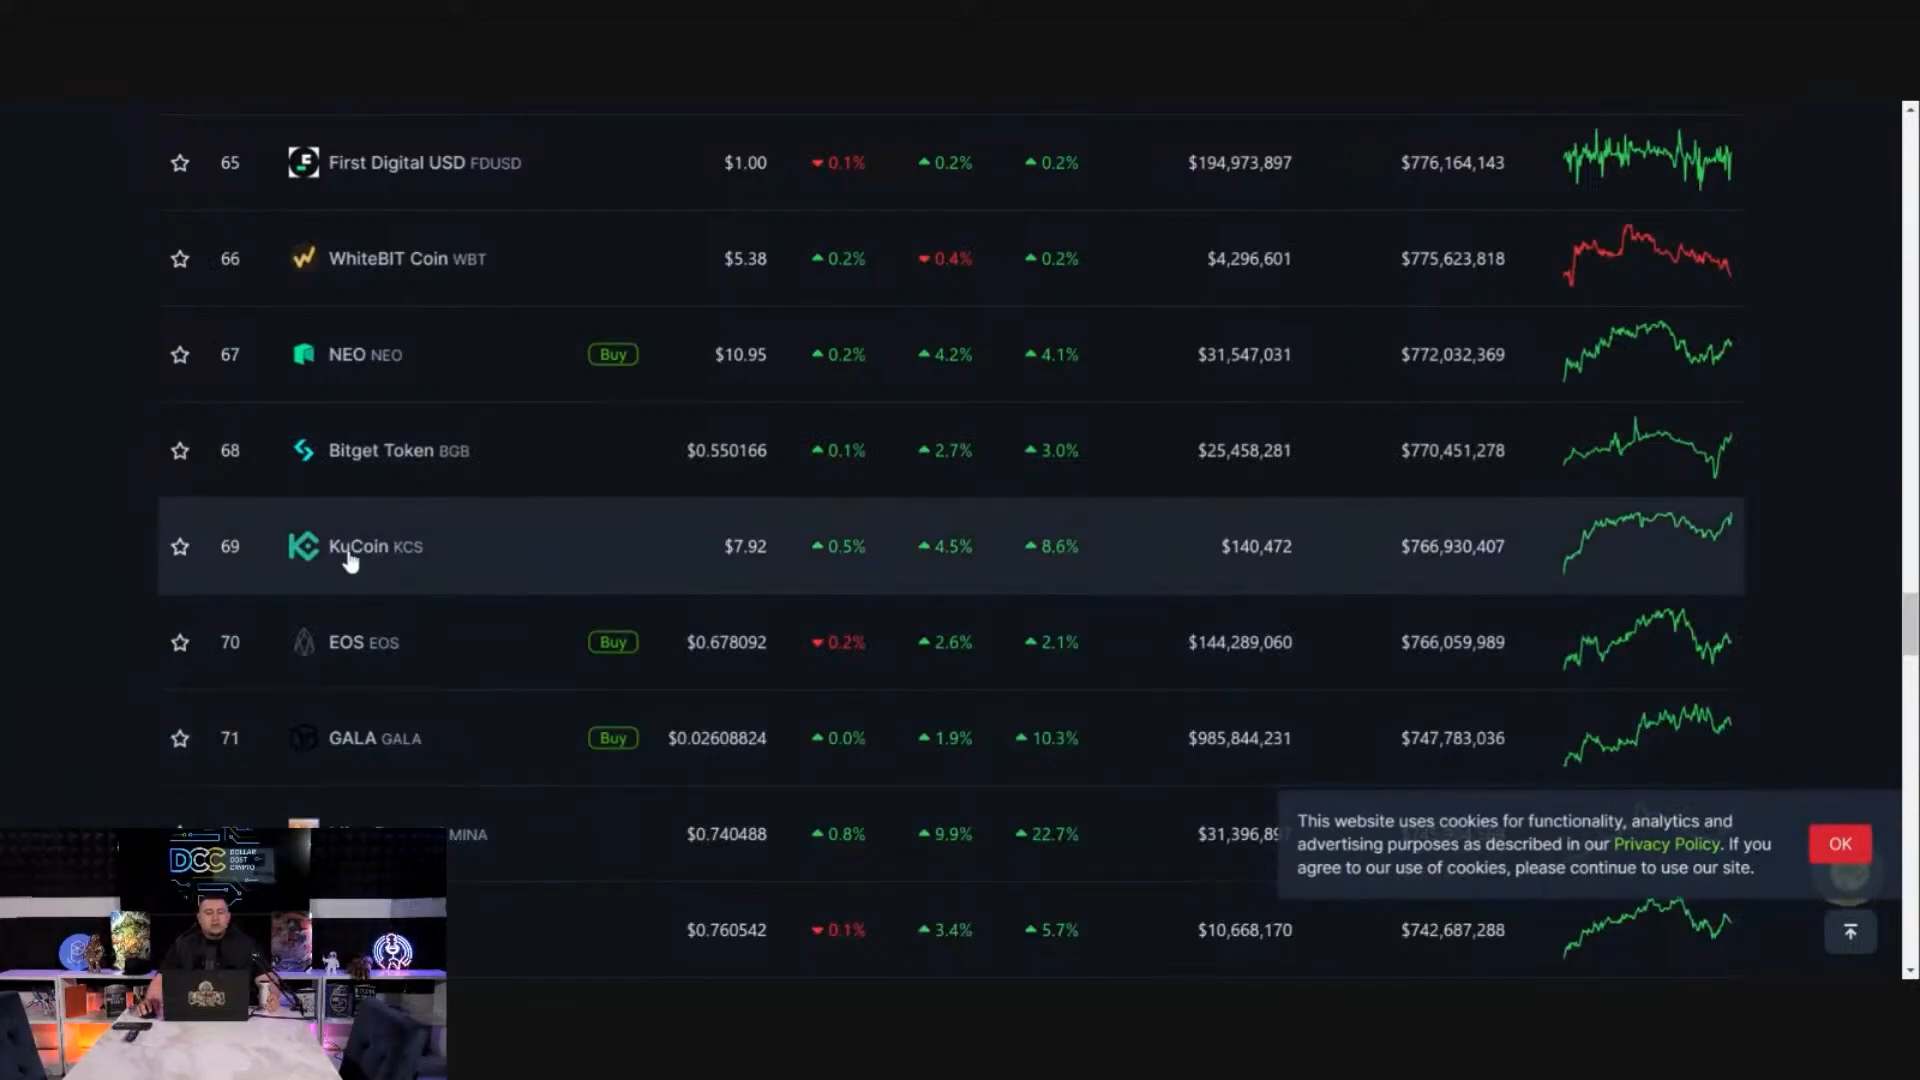 65 First Digital USD FDUSD $1.00 0.1% 0.2% 0.2% $194,973,897 $776,164,143
66 WhiteBIT Coin WBT $5.38 0.2% 0.4% 0.2% $4,296,601 $775,623,818
67 NEO NEO Buy $10.95 0.2% 4.2% 4.1% $31,547,031 $772,032,369
68 Bitget Token BGB $0.550166 0.1% 2.7% 3.0% $25,458,281 $770,451,278
69 KuCoin KCS $7.92 0.5% 4.5% 8.6% $140,472 $766,930,407
70 EOS EOS Buy $0.678092 0.2% 2.6% 2.1% $144,289,060 $766,059,989
71 GALA GALA Buy $0.02608824 0.0% 1.9% 10.3% $985,844,231 $747,783,036
MINA $0.740488 0.8% 9.9% 22.7% $31,396,89
$0.760542 0.1% 3.4% 5.7% $10,668,170 $742,687,288
This website uses cookies for functionality, analytics and
advertising purposes as described in our Privacy Policy. If you
agree to our use of cookies, please continue to use our site.
OK
DCC DOLLAR
COST
CRYPTO